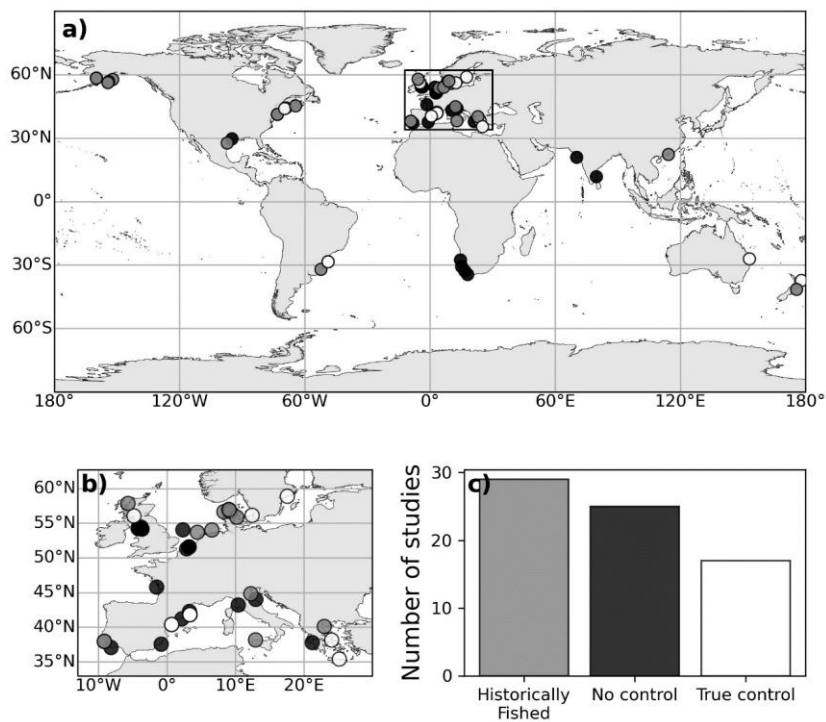 a)
60°N
30°N
0°
30°S
60°S
180° 120°W 60°W 0° 60°E 120°E 180°
b)
60°N
55°N
50°N
45°N
40°N
35°N
10°W 0° 10°E 20°E
c)
Number of studies
30
20
10
0
Historically
Fished
No control
True control